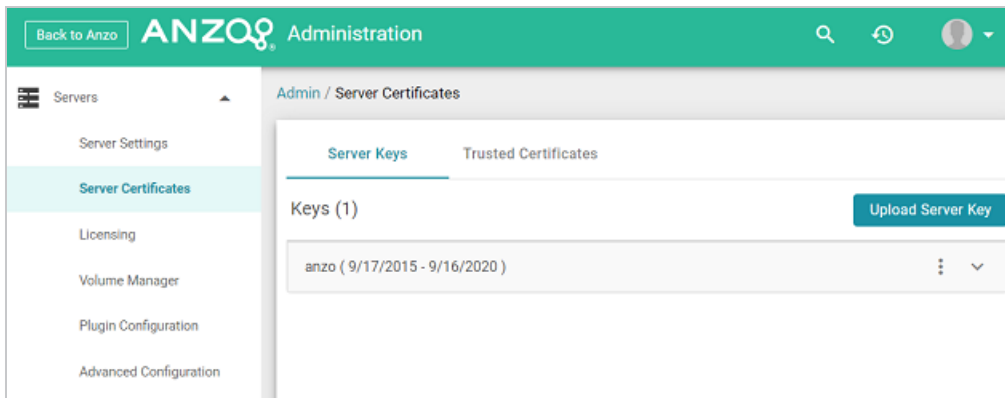 Back to Anzo ANZO® Administration
Servers
Server Settings
Server Certificates
Licensing
Volume Manager
Plugin Configuration
Advanced Configuration
Admin / Server Certificates
Server Keys Trusted Certificates
Keys (1) Upload Server Key
anzo ( 9/17/2015 - 9/16/2020 )